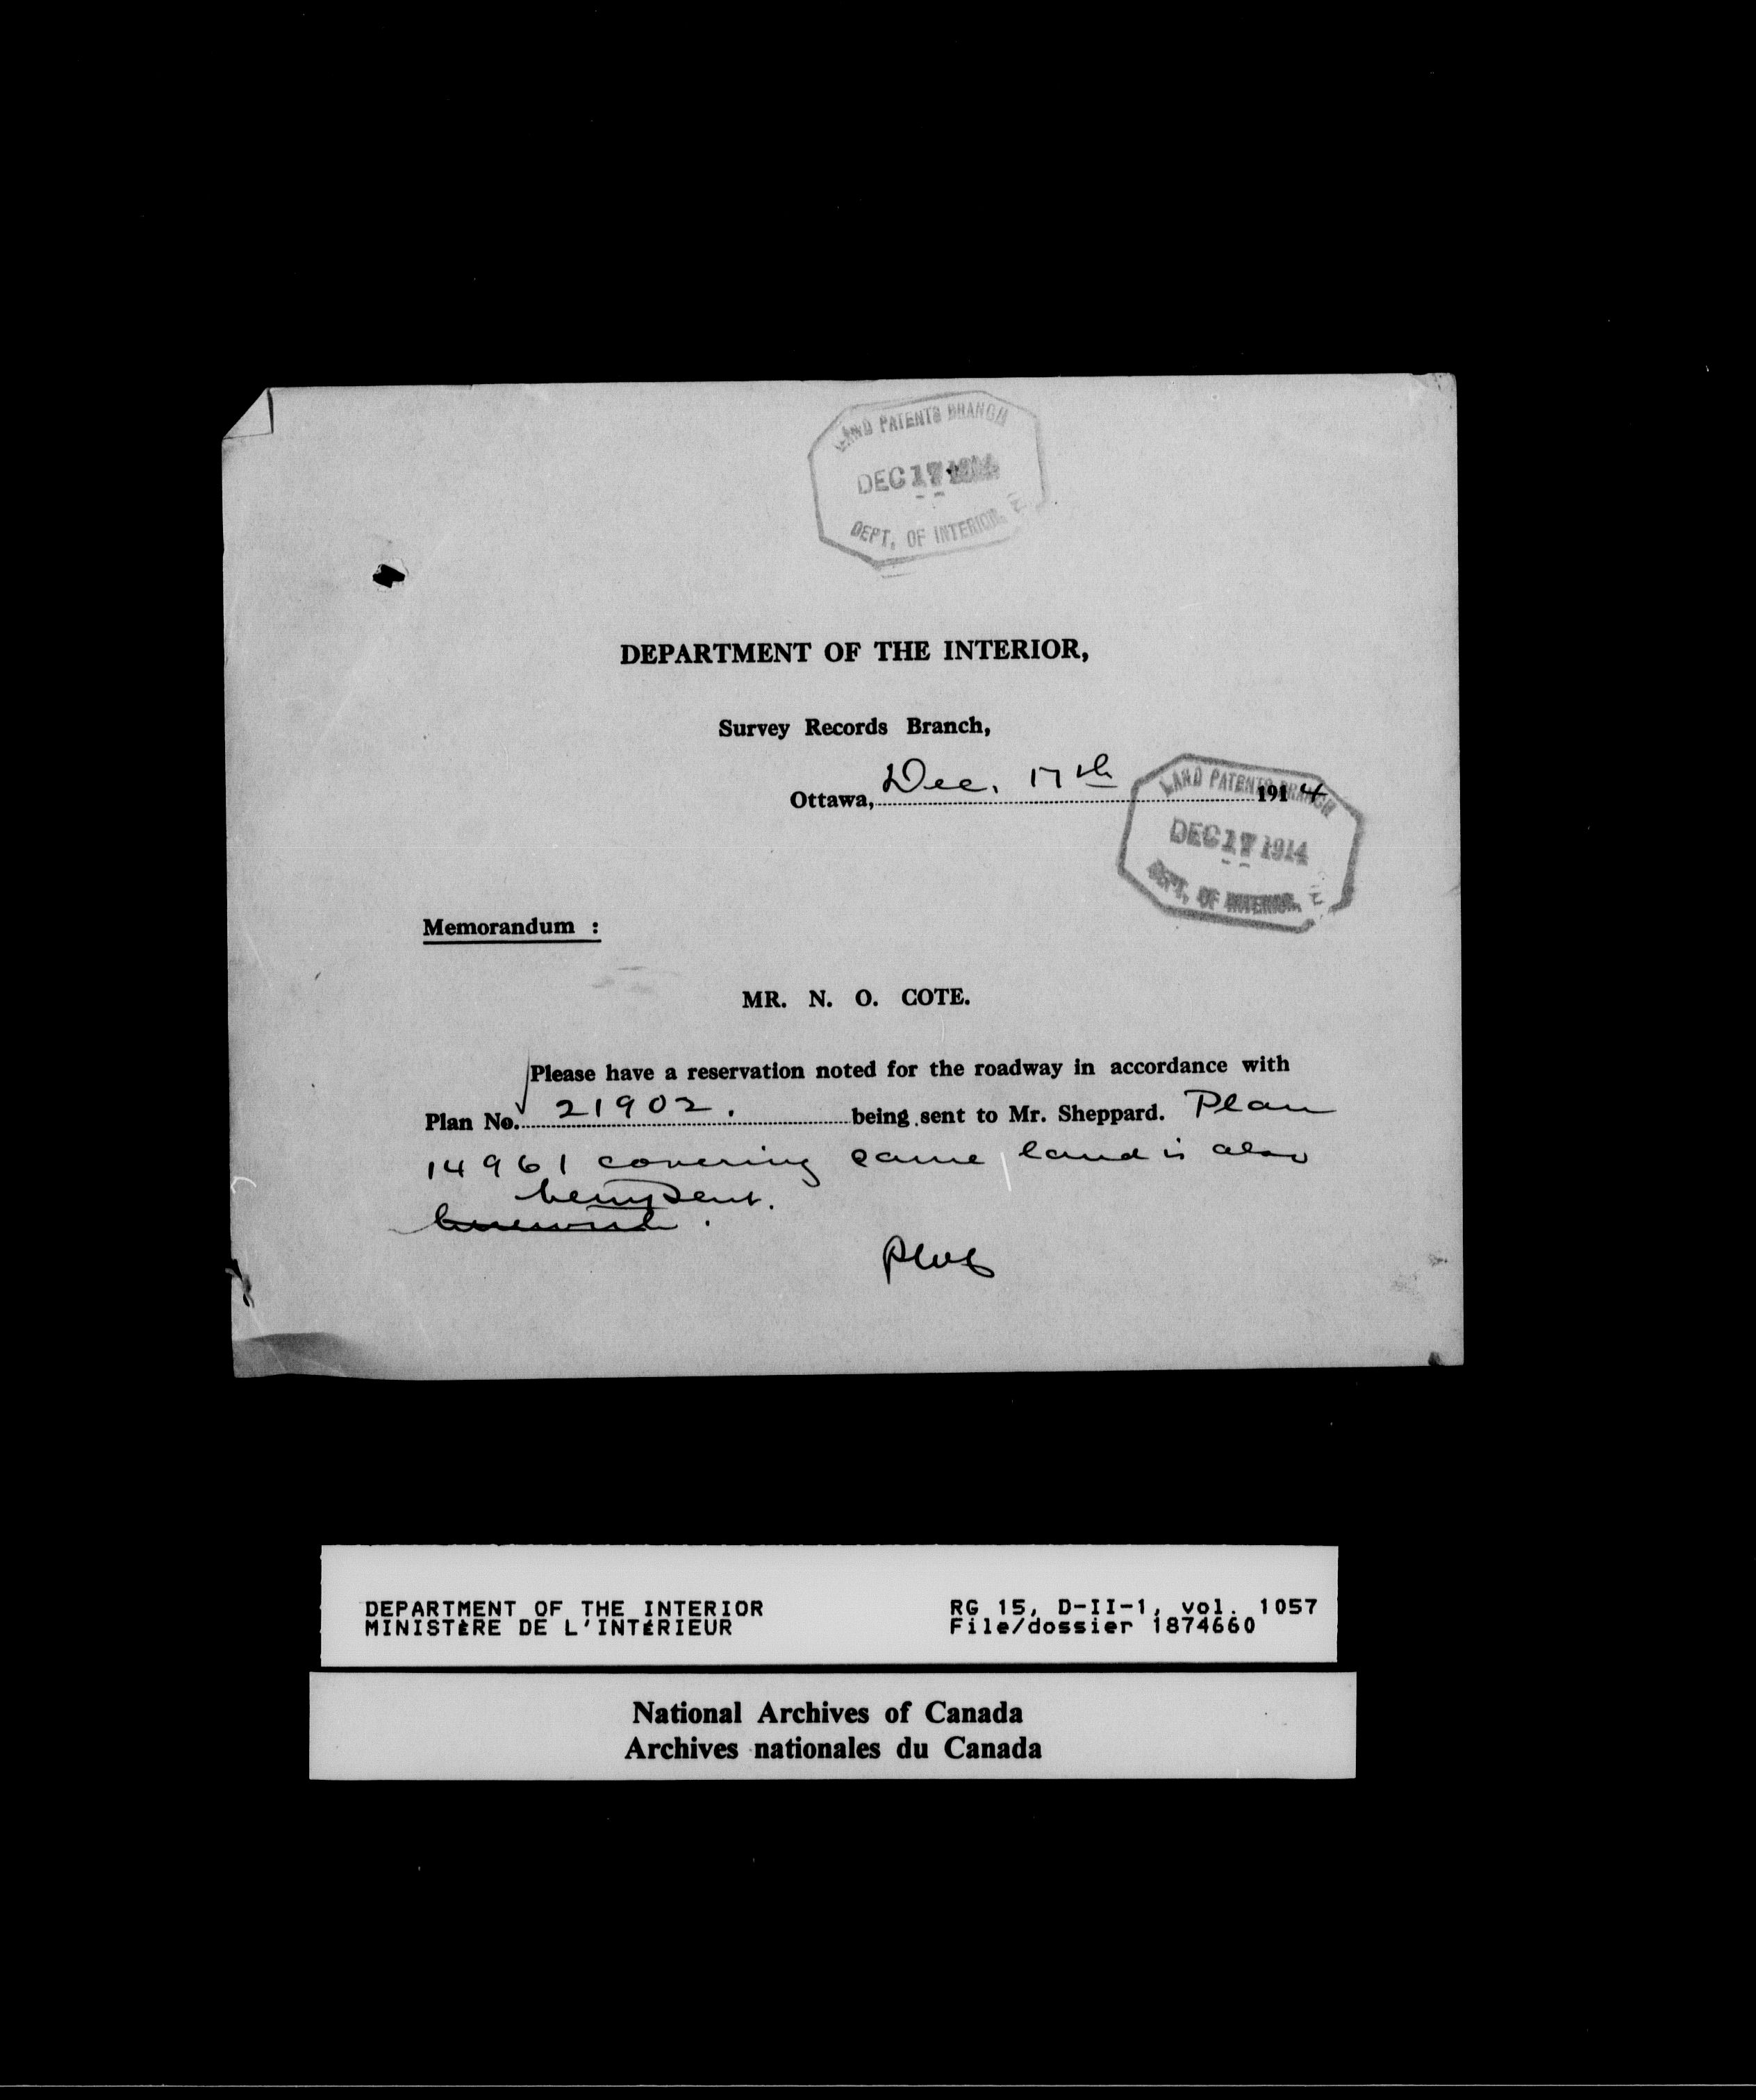 LAND PATENTS BRANCH
DEC 17 1914
DEPT. OF INTERIOR.
DEPARTMENT OF THE INTERIOR,
Survey Records Branch,
Ottawa, Dec. 17th 1914
LAND PATENTS BRANCH
DEC 17 1914
DEPT. OF INTERIOR.
Memorandum :
MR. N. O. COTE.
Please have a reservation noted for the roadway in accordance with
Plan No. 21902. being sent to Mr. Sheppard. Plan
14961 covering same land is also
being sent.
DEPARTMENT OF THE INTERIOR
MINISTÈRE DE L'INTÉRIEUR
RG 15, D-II-1, vol. 1057
File/dossier 1874660
National Archives of Canada
Archives nationales du Canada